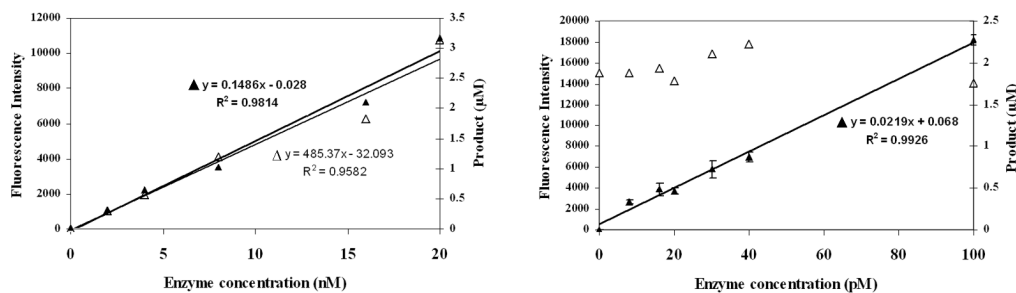 12000
10000
8000
6000
4000
2000
0
Fluorescence Intensity
3.5
3
2.5
2
1.5
1
0.5
0
Product (µM)
▲ y = 0.1486x - 0.028
R² = 0.9814
△ y = 485.37x - 32.093
R² = 0.9582
0 5 10 15 20
Enzyme concentration (nM)
20000
18000
16000
14000
12000
10000
8000
6000
4000
2000
0
Fluorescence Intensity
2.5
2
1.5
1
0.5
0
Product (µM)
▲ y = 0.0219x + 0.068
R² = 0.9926
0 20 40 60 80 100
Enzyme concentration (pM)